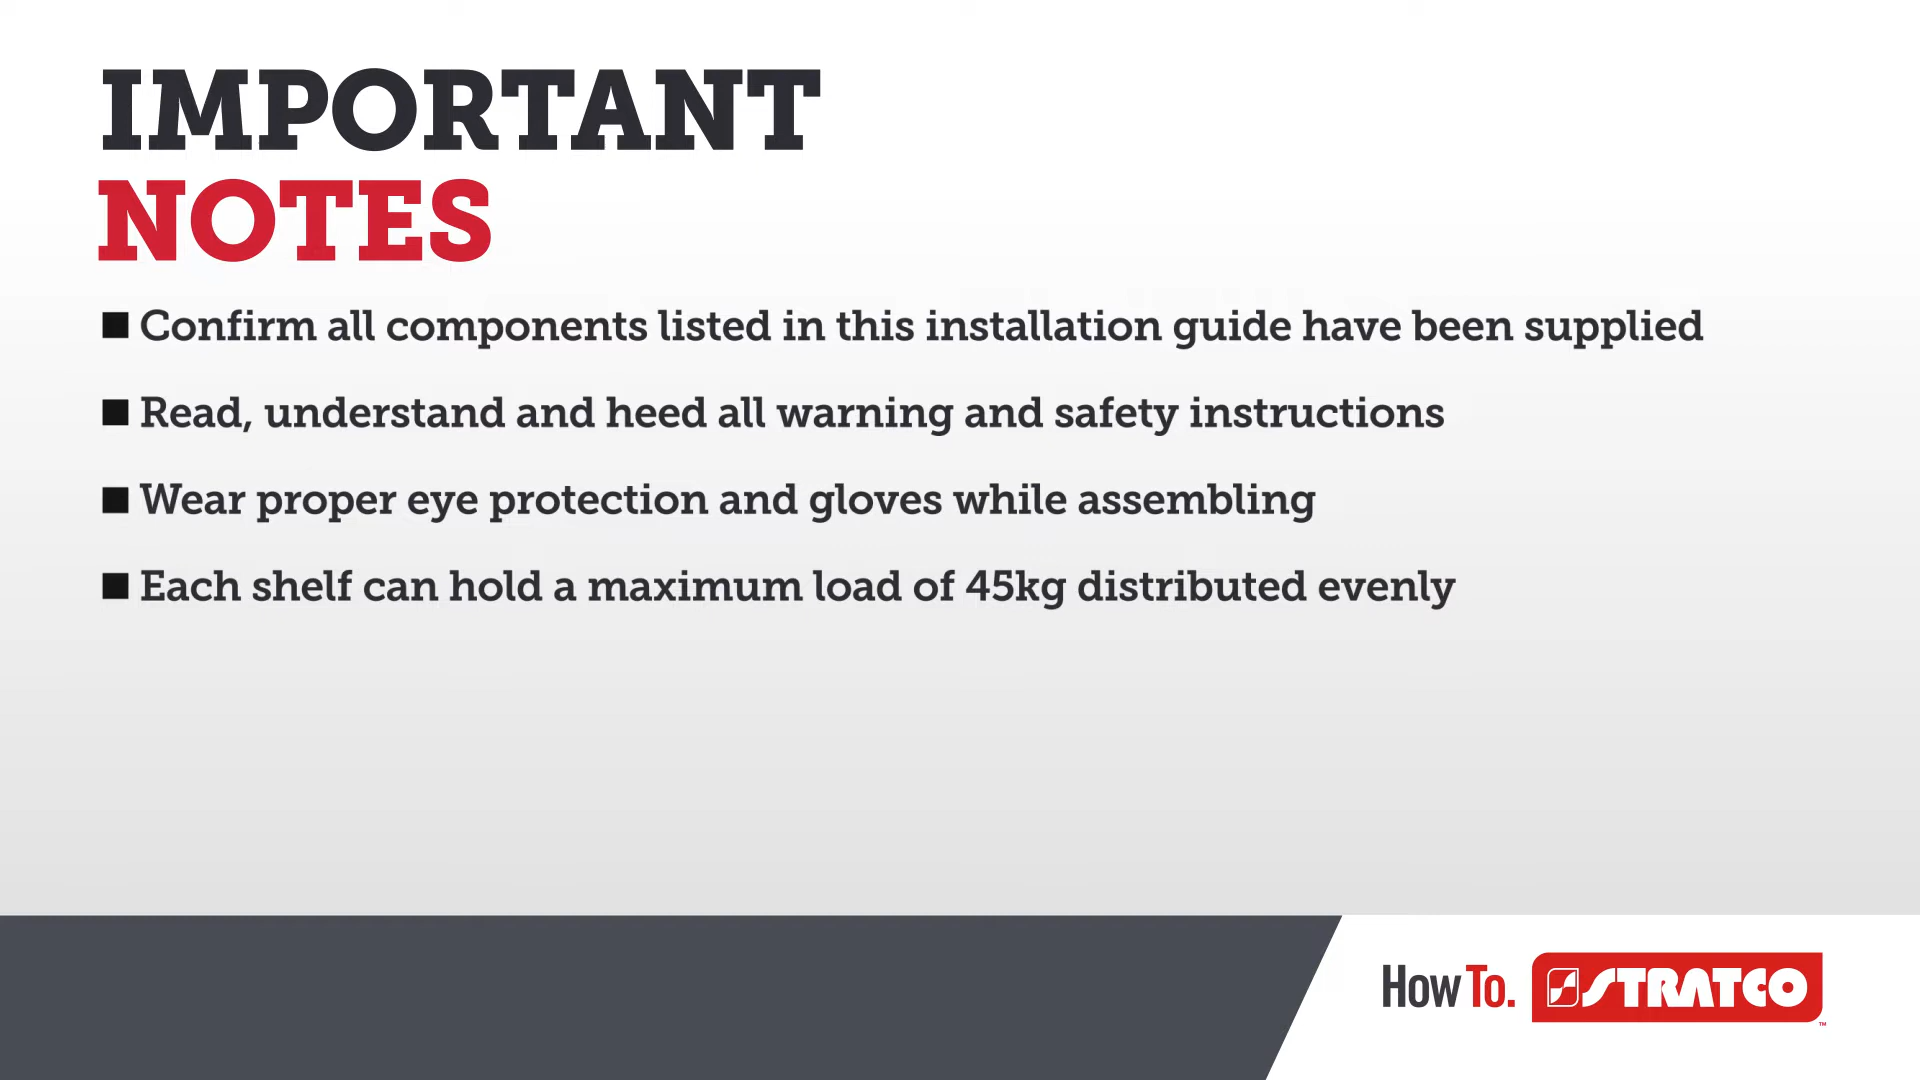 IMPORTANT
NOTES
■ Confirm all components listed in this installation guide have been supplied
■ Read, understand and heed all warning and safety instructions
■ Wear proper eye protection and gloves while assembling
■ Each shelf can hold a maximum load of 45kg distributed evenly
How To. STRATCO™